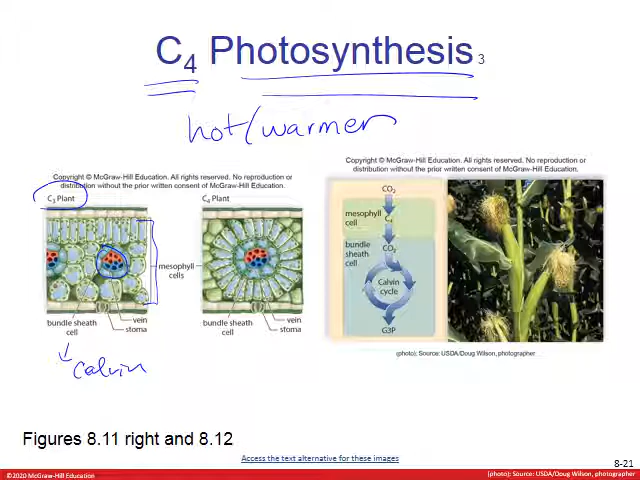 C4 Photosynthesis 3
hot/warmer
Copyright © McGraw-Hill Education. All rights reserved. No reproduction or
distribution without the prior written consent of McGraw-Hill Education.
C3 Plant
C4 Plant
mesophyll
cells
bundle sheath
cell
vein
stoma
bundle sheath
cell
vein
stoma
Calvin
Copyright © McGraw-Hill Education. All rights reserved. No reproduction or
distribution without the prior written consent of McGraw-Hill Education.
CO2
mesophyll
cell
C4
bundle
sheath
cell
CO2
Calvin
cycle
G3P
(photo): Source: USDA/Doug Wilson, photographer
Figures 8.11 right and 8.12
Access the text alternative for these images
8-21
©2020 McGraw-Hill Education
(photo): Source: USDA/Doug Wilson, photographer